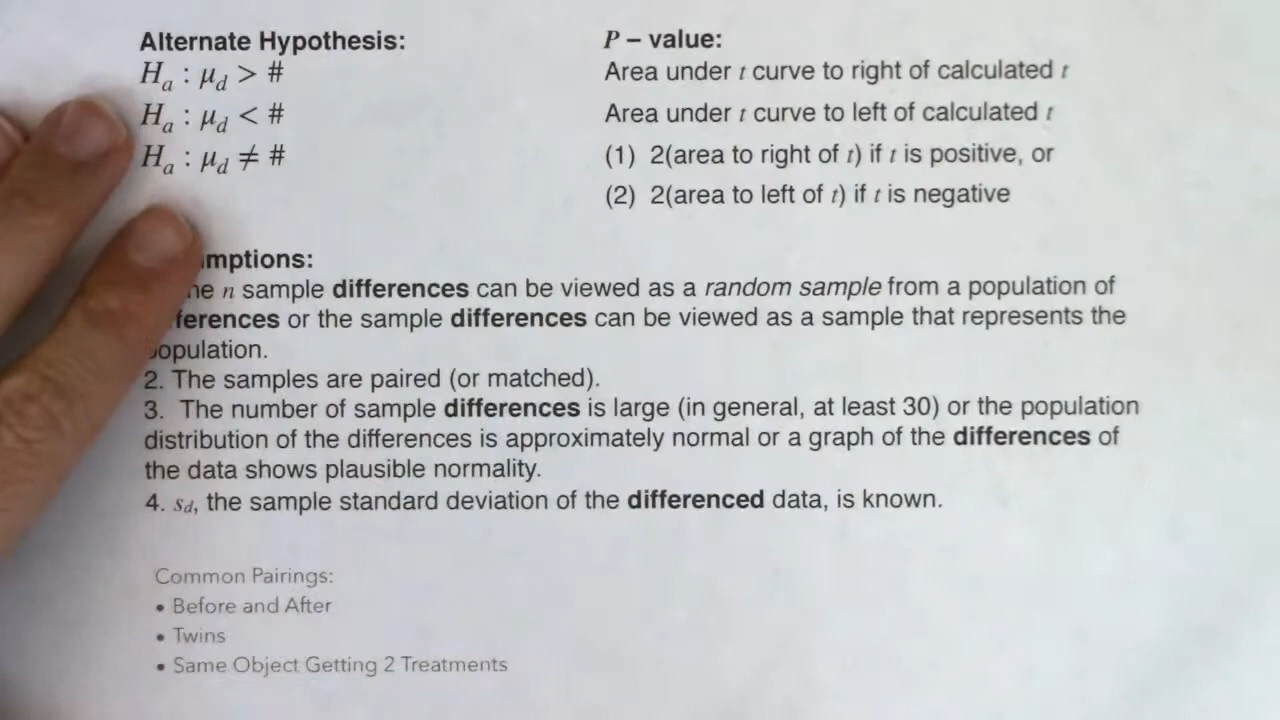 Alternate Hypothesis:
P – value:
Hₐ : μ_d > #
Area under t curve to right of calculated t
Hₐ : μ_d < #
Area under t curve to left of calculated t
Hₐ : μ_d ≠ #
(1) 2(area to right of t) if t is positive, or
(2) 2(area to left of t) if t is negative
mptions:
n sample differences can be viewed as a random sample from a population of
ferences or the sample differences can be viewed as a sample that represents the
opulation.
2. The samples are paired (or matched).
3. The number of sample differences is large (in general, at least 30) or the population
distribution of the differences is approximately normal or a graph of the differences of
the data shows plausible normality.
4. s_d, the sample standard deviation of the differenced data, is known.
Common Pairings:
• Before and After
• Twins
• Same Object Getting 2 Treatments